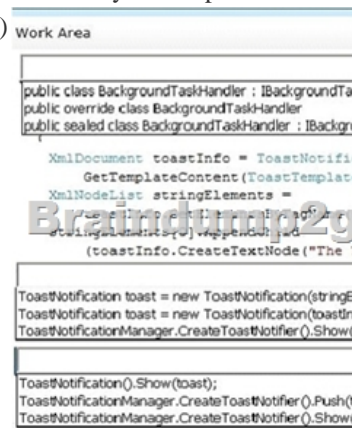 Work Area
public class BackgroundTaskHandler : IBackgroundTa
public override class BackgroundTaskHandler
public sealed class BackgroundTaskHandler : IBackgro
XmlDocument toastInfo = ToastNotific
GetTemplateContent(ToastTemplat
XmlNodeList stringElements =
Braindump2g
(toastInfo.CreateTextNode("The
ToastNotification toast = new ToastNotification(stringE
ToastNotification toast = new ToastNotification(toastIn
ToastNotificationManager.CreateToastNotifier().Show(
ToastNotification().Show(toast);
ToastNotificationManager.CreateToastNotifier().Push(t
ToastNotificationManager.CreateToastNotifier().Show(